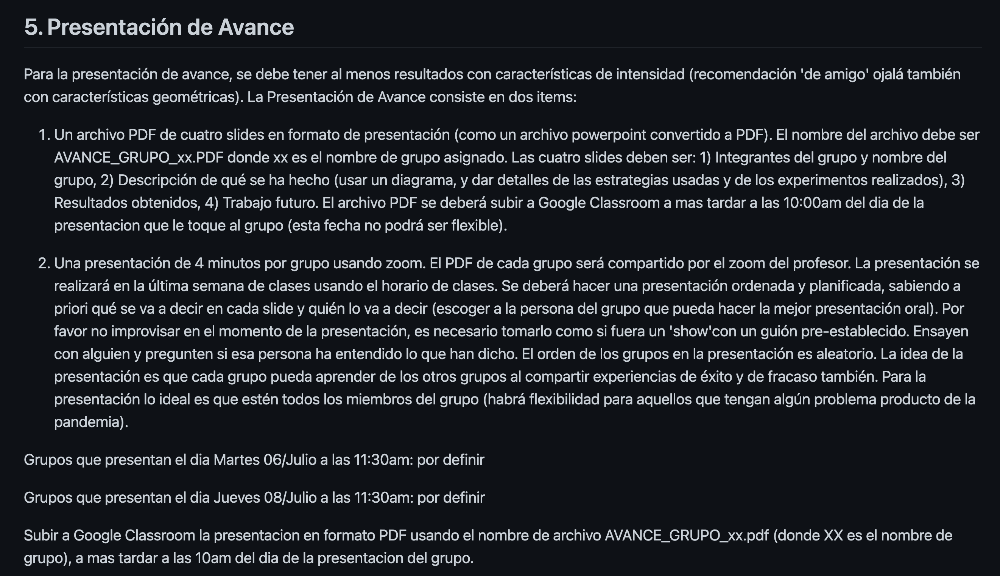 5. Presentación de Avance
Para la presentación de avance, se debe tener al menos resultados con características de intensidad (recomendación 'de amigo' ojalá también
con características geométricas). La Presentación de Avance consiste en dos items:
1. Un archivo PDF de cuatro slides en formato de presentación (como un archivo powerpoint convertido a PDF). El nombre del archivo debe ser
AVANCE_GRUPO_xx.PDF donde xx es el nombre de grupo asignado. Las cuatro slides deben ser: 1) Integrantes del grupo y nombre del
grupo, 2) Descripción de qué se ha hecho (usar un diagrama, y dar detalles de las estrategias usadas y de los experimentos realizados), 3)
Resultados obtenidos, 4) Trabajo futuro. El archivo PDF se deberá subir a Google Classroom a mas tardar a las 10:00am del dia de la
presentacion que le toque al grupo (esta fecha no podrá ser flexible).
2. Una presentación de 4 minutos por grupo usando zoom. El PDF de cada grupo será compartido por el zoom del profesor. La presentación se
realizará en la última semana de clases usando el horario de clases. Se deberá hacer una presentación ordenada y planificada, sabiendo a
priori qué se va a decir en cada slide y quién lo va a decir (escoger a la persona del grupo que pueda hacer la mejor presentación oral). Por
favor no improvisar en el momento de la presentación, es necesario tomarlo como si fuera un 'show'con un guión pre-establecido. Ensayen
con alguien y pregunten si esa persona ha entendido lo que han dicho. El orden de los grupos en la presentación es aleatorio. La idea de la
presentación es que cada grupo pueda aprender de los otros grupos al compartir experiencias de éxito y de fracaso también. Para la
presentación lo ideal es que estén todos los miembros del grupo (habrá flexibilidad para aquellos que tengan algún problema producto de la
pandemia).
Grupos que presentan el dia Martes 06/Julio a las 11:30am: por definir
Grupos que presentan el dia Jueves 08/Julio a las 11:30am: por definir
Subir a Google Classroom la presentacion en formato PDF usando el nombre de archivo AVANCE_GRUPO_xx.pdf (donde XX es el nombre de
grupo), a mas tardar a las 10am del dia de la presentacion del grupo.